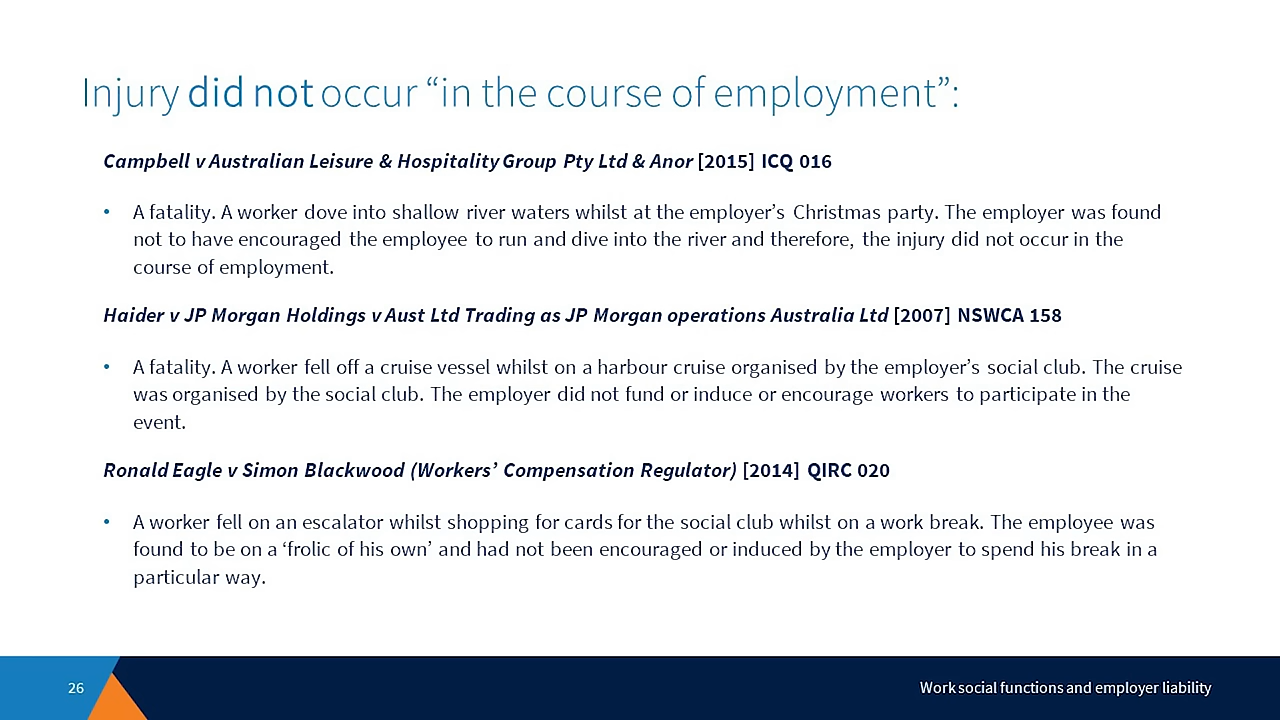 Injury did not occur “in the course of employment”:
Campbell v Australian Leisure & Hospitality Group Pty Ltd & Anor [2015] ICQ 016
• A fatality. A worker dove into shallow river waters whilst at the employer’s Christmas party. The employer was found
not to have encouraged the employee to run and dive into the river and therefore, the injury did not occur in the
course of employment.
Haider v JP Morgan Holdings v Aust Ltd Trading as JP Morgan operations Australia Ltd [2007] NSWCA 158
• A fatality. A worker fell off a cruise vessel whilst on a harbour cruise organised by the employer’s social club. The cruise
was organised by the social club. The employer did not fund or induce or encourage workers to participate in the
event.
Ronald Eagle v Simon Blackwood (Workers’ Compensation Regulator) [2014] QIRC 020
• A worker fell on an escalator whilst shopping for cards for the social club whilst on a work break. The employee was
found to be on a ‘frolic of his own’ and had not been encouraged or induced by the employer to spend his break in a
particular way.
26
Work social functions and employer liability